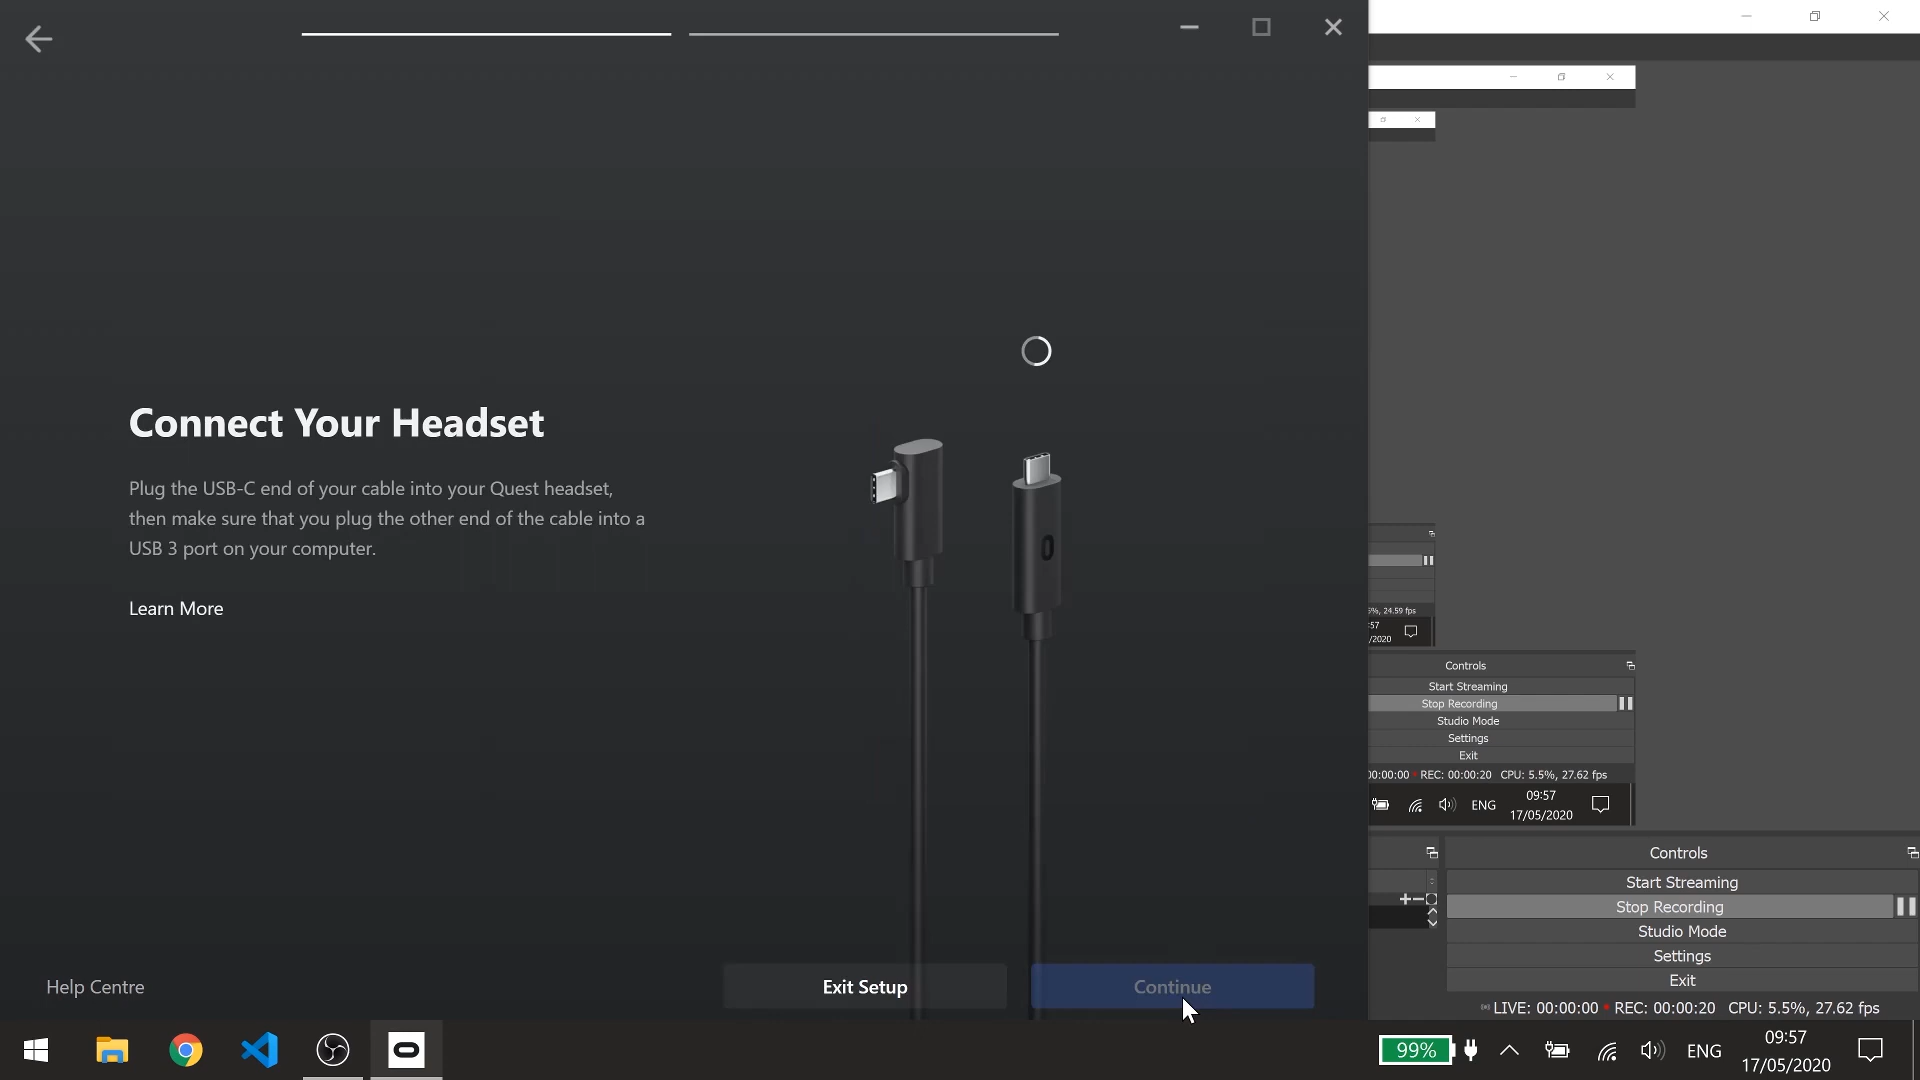 Connect Your Headset
Plug the USB-C end of your cable into your Quest headset,
then make sure that you plug the other end of the cable into a
USB 3 port on your computer.
Learn More
Help Centre
Exit Setup
Continue
%, 24.59 fps
:57
/2020
Controls
Start Streaming
Stop Recording
Studio Mode
Settings
Exit
00:00:00 REC: 00:00:20 CPU: 5.5%, 27.62 fps
ENG
09:57
17/05/2020
Controls
Start Streaming
Stop Recording
Studio Mode
Settings
Exit
LIVE: 00:00:00 REC: 00:00:20 CPU: 5.5%, 27.62 fps
99%
ENG
09:57
17/05/2020